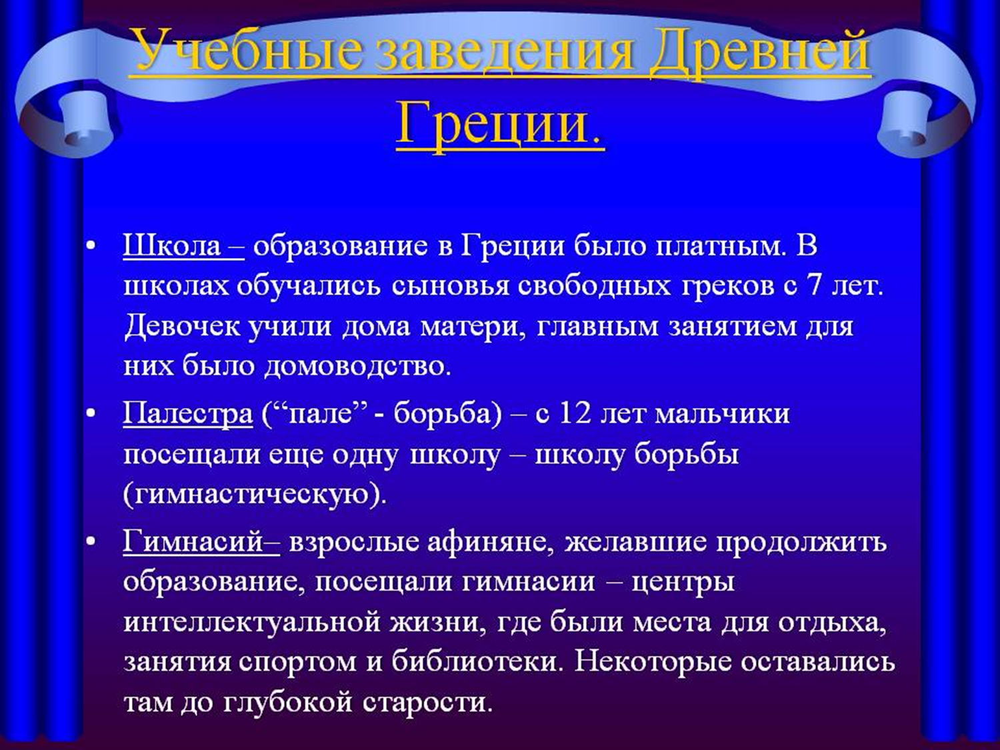 Учебные заведения Древней
Греции.
• Школа – образование в Греции было платным. В
школах обучались сыновья свободных греков с 7 лет.
Девочек учили дома матери, главным занятием для
них было домоводство.
• Палестра (“пале” - борьба) – с 12 лет мальчики
посещали еще одну школу – школу борьбы
(гимнастическую).
• Гимнасий– взрослые афиняне, желавшие продолжить
образование, посещали гимнасии – центры
интеллектуальной жизни, где были места для отдыха,
занятия спортом и библиотеки. Некоторые оставались
там до глубокой старости.